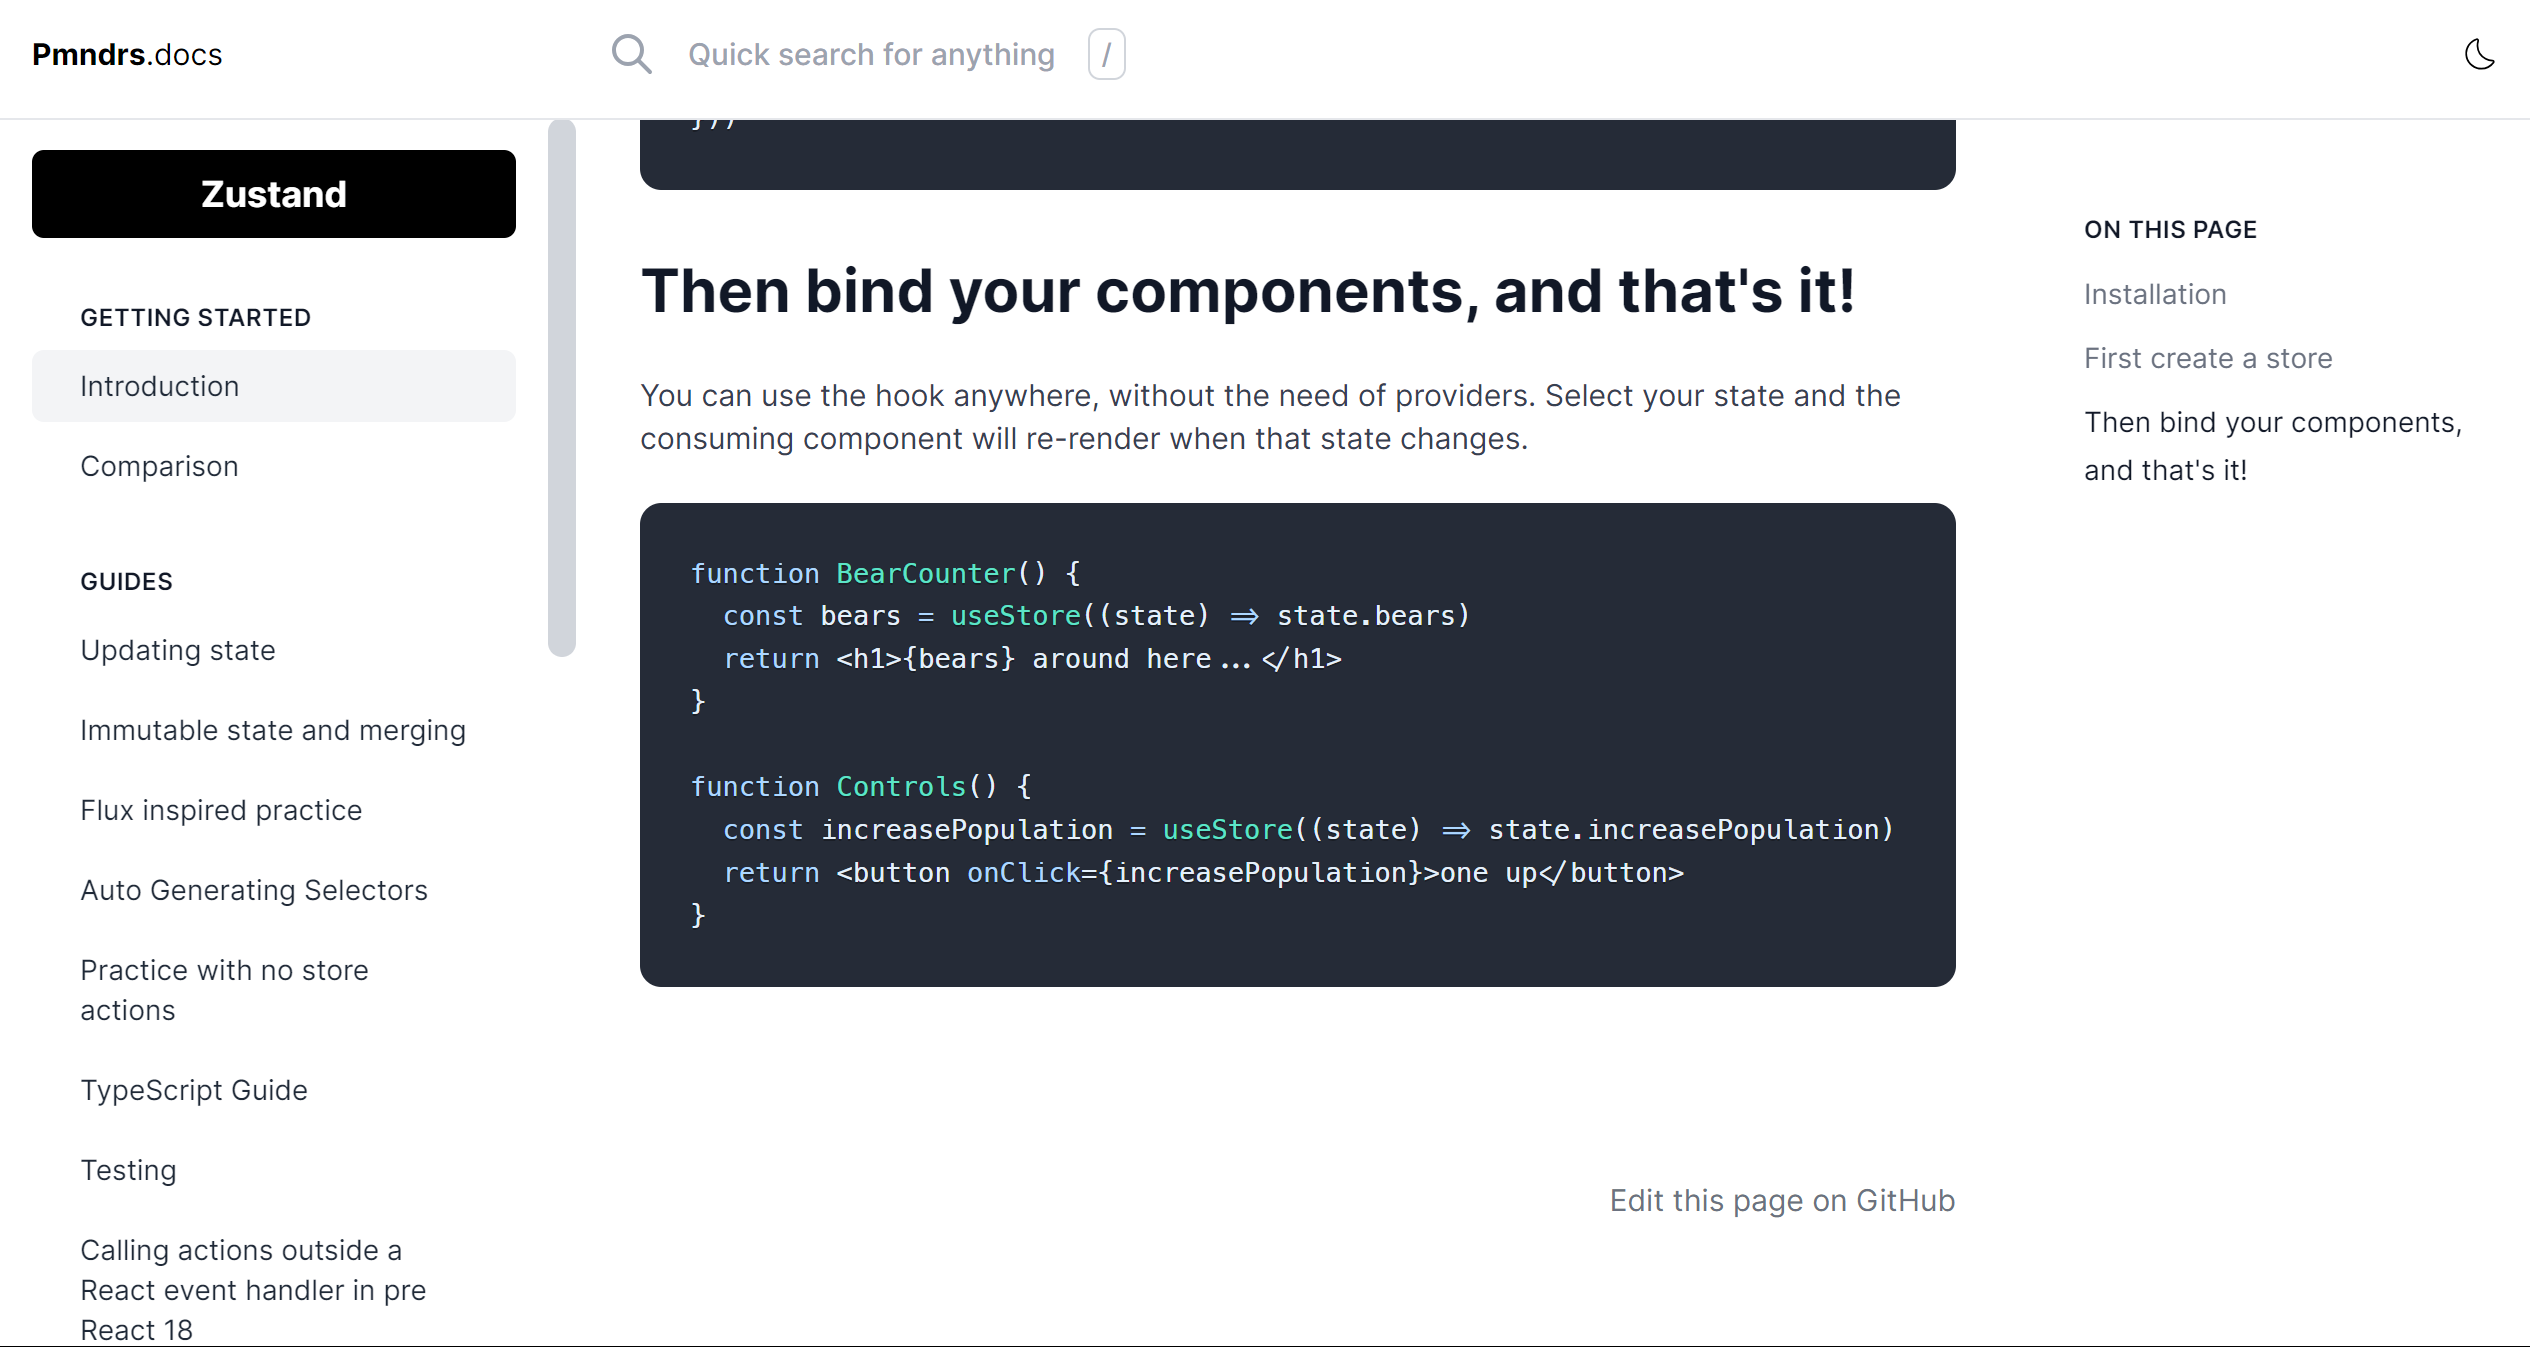 Pmndrs.docs
Quick search for anything /
Zustand
GETTING STARTED
Introduction
Comparison
GUIDES
Updating state
Immutable state and merging
Flux inspired practice
Auto Generating Selectors
Practice with no store
actions
TypeScript Guide
Testing
Calling actions outside a
React event handler in pre
React 18
}))
Then bind your components, and that's it!
You can use the hook anywhere, without the need of providers. Select your state and the
consuming component will re-render when that state changes.
function BearCounter() {
  const bears = useStore((state) => state.bears)
  return <h1>{bears} around here...</h1>
}
function Controls() {
  const increasePopulation = useStore((state) => state.increasePopulation)
  return <button onClick={increasePopulation}>one up</button>
}
Edit this page on GitHub
ON THIS PAGE
Installation
First create a store
Then bind your components,
and that's it!